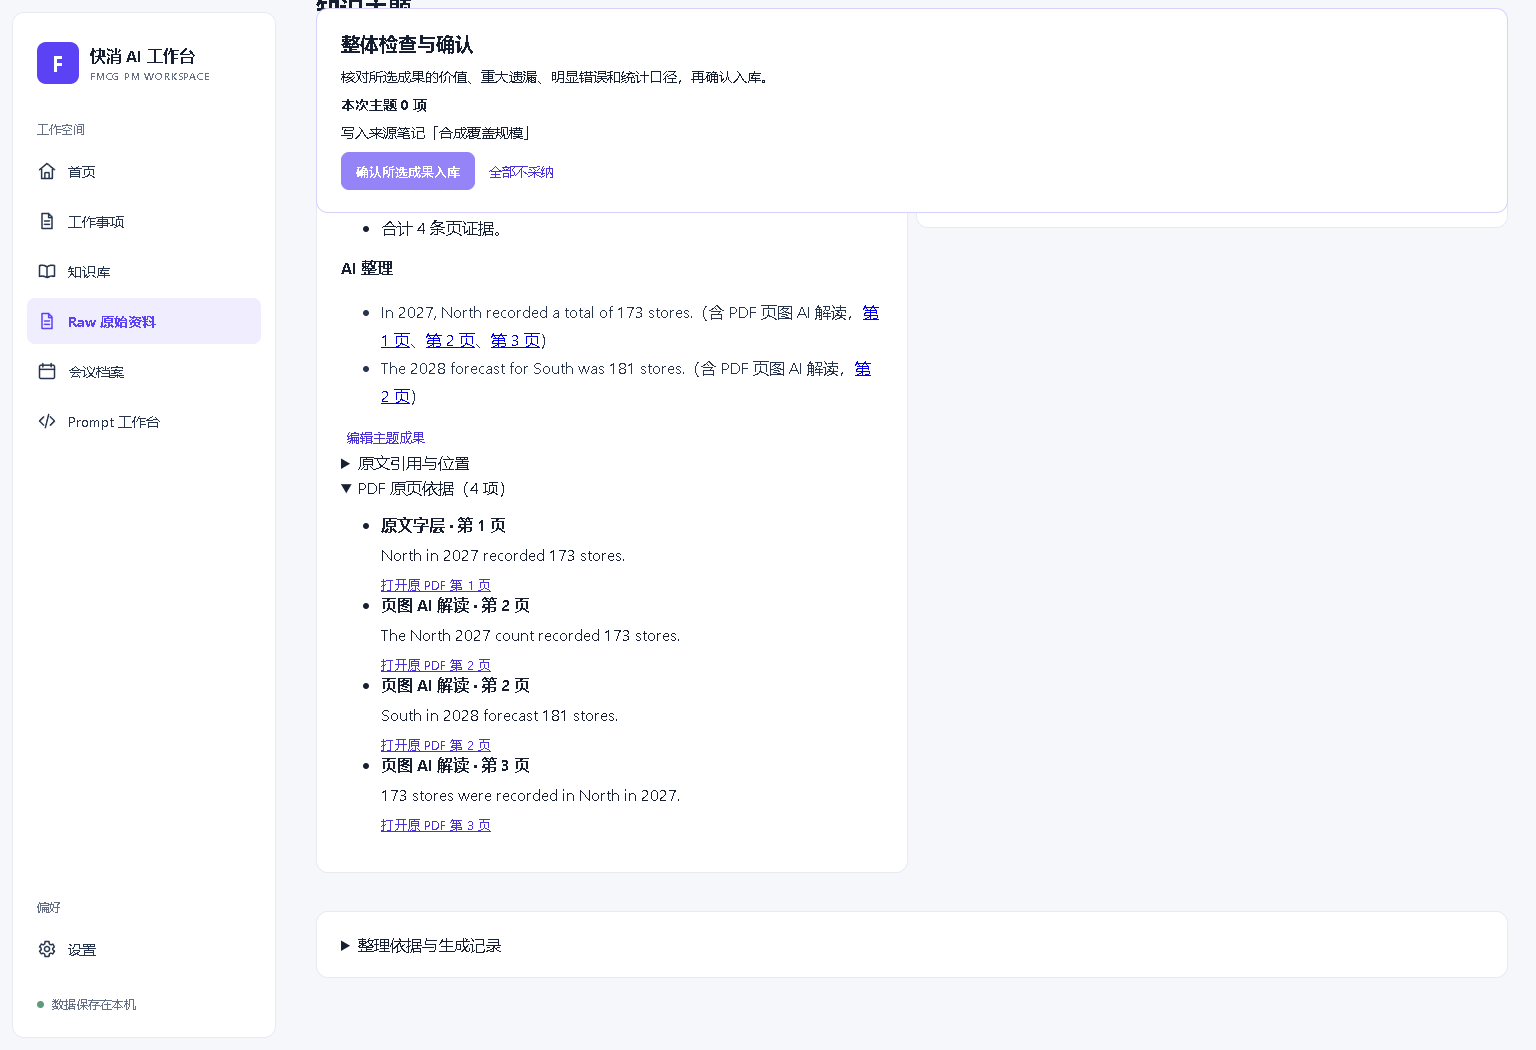 F
快消 AI 工作台
FMCG PM WORKSPACE
工作空间
首页
工作事项
知识库
Raw 原始资料
会议档案
Prompt 工作台
偏好
设置
数据保存在本机
整体检查与确认
核对所选成果的价值、重大遗漏、明显错误和统计口径，再确认入库。
本次主题 0 项
写入来源笔记「合成覆盖规模」
确认所选成果入库
全部不采纳
合计 4 条页证据。
AI 整理
In 2027, North recorded a total of 173 stores.（含 PDF 页图 AI 解读，第
1 页、第 2 页、第 3 页）
The 2028 forecast for South was 181 stores.（含 PDF 页图 AI 解读，第
2 页）
编辑主题成果
原文引用与位置
PDF 原页依据（4 项）
原文字层 · 第 1 页
North in 2027 recorded 173 stores.
打开原 PDF 第 1 页
页图 AI 解读 · 第 2 页
The North 2027 count recorded 173 stores.
打开原 PDF 第 2 页
页图 AI 解读 · 第 2 页
South in 2028 forecast 181 stores.
打开原 PDF 第 2 页
页图 AI 解读 · 第 3 页
173 stores were recorded in North in 2027.
打开原 PDF 第 3 页
整理依据与生成记录